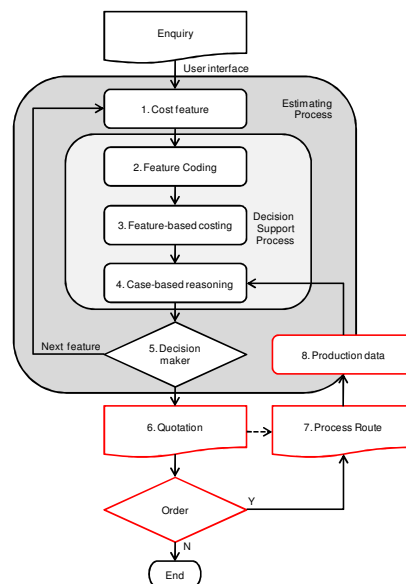 Enquiry
User interface
Estimating
Process
1. Cost feature
2. Feature Coding
3. Feature-based costing
Decision
Support
Process
4. Case-based reasoning
Next feature
5. Decision
maker
8. Production data
6. Quotation
7. Process Route
Order
Y
N
End